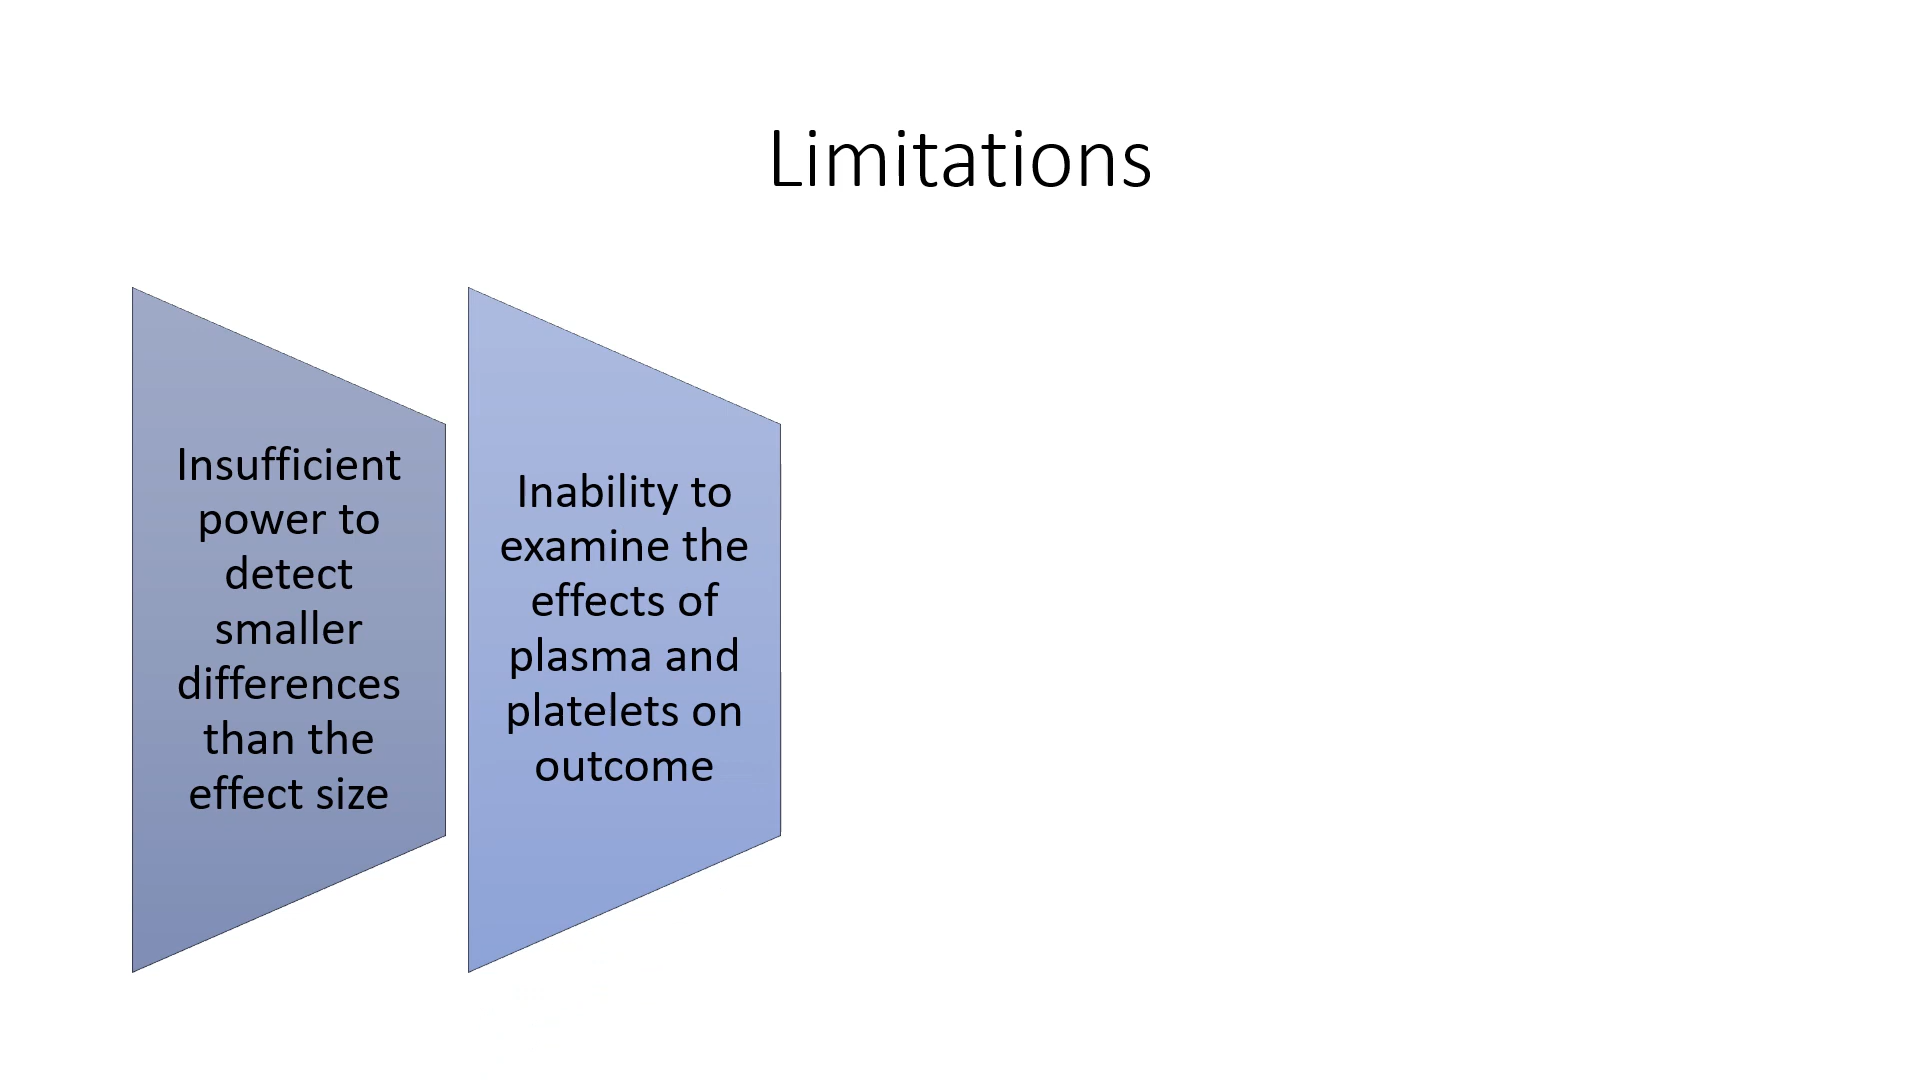 Limitations
Insufficient
power to
detect
smaller
differences
than the
effect size
Inability to
examine the
effects of
plasma and
platelets on
outcome